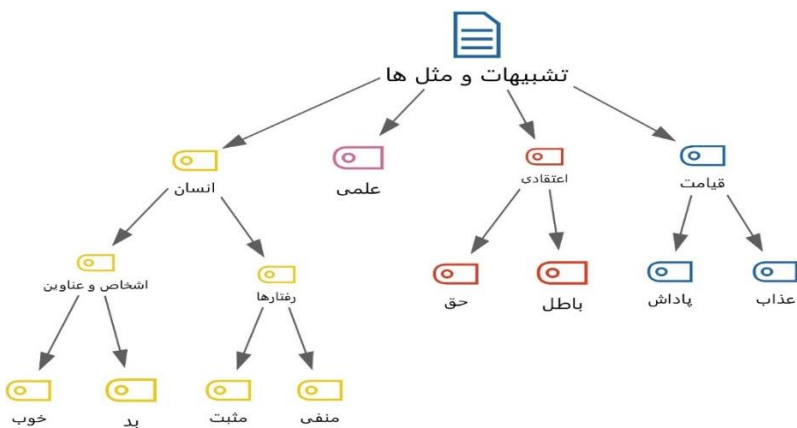 تشبیهات و مثل ها
قیامت
اعتقادی
علمی
انسان
عذاب
پاداش
باطل
حق
رفتارها
اشخاص و عناوین
منفی
مثبت
بد
خوب